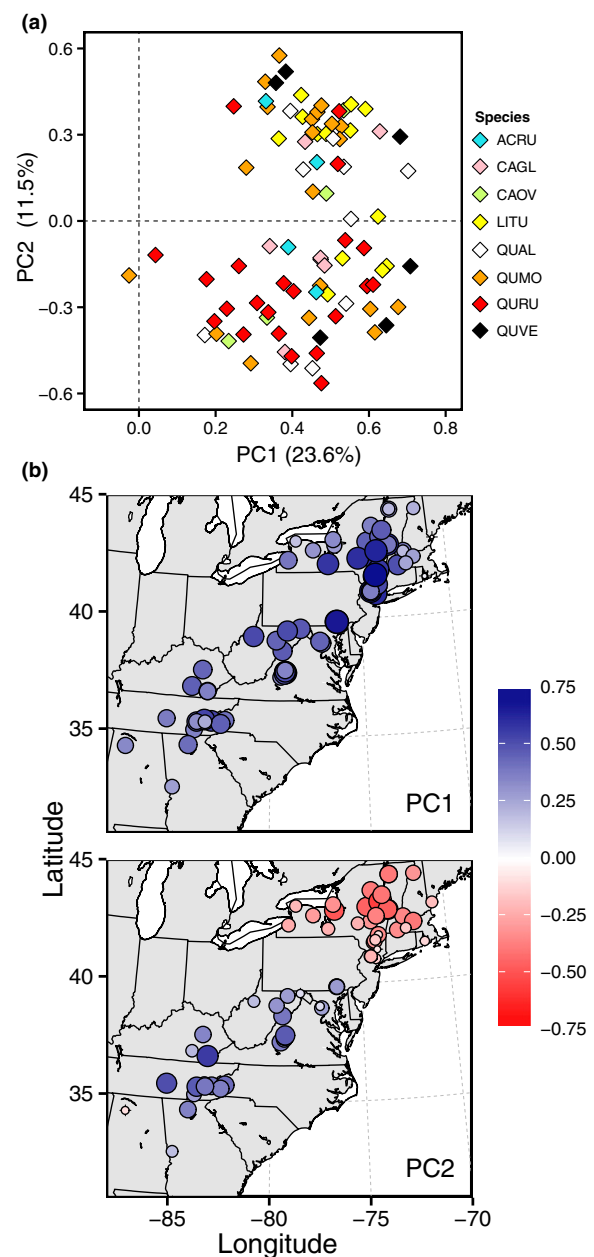 (a)
0.6
0.3
0.0
−0.3
−0.6
PC2 (11.5%)
0.0
0.2
0.4
0.6
0.8
PC1 (23.6%)
Species
ACRU
CAGL
CAOV
LITU
QUAL
QUMO
QURU
QUVE
(b)
45
40
35
PC1
45
40
35
PC2
Latitude
−85
−80
−75
−70
Longitude
0.75
0.50
0.25
0.00
−0.25
−0.50
−0.75